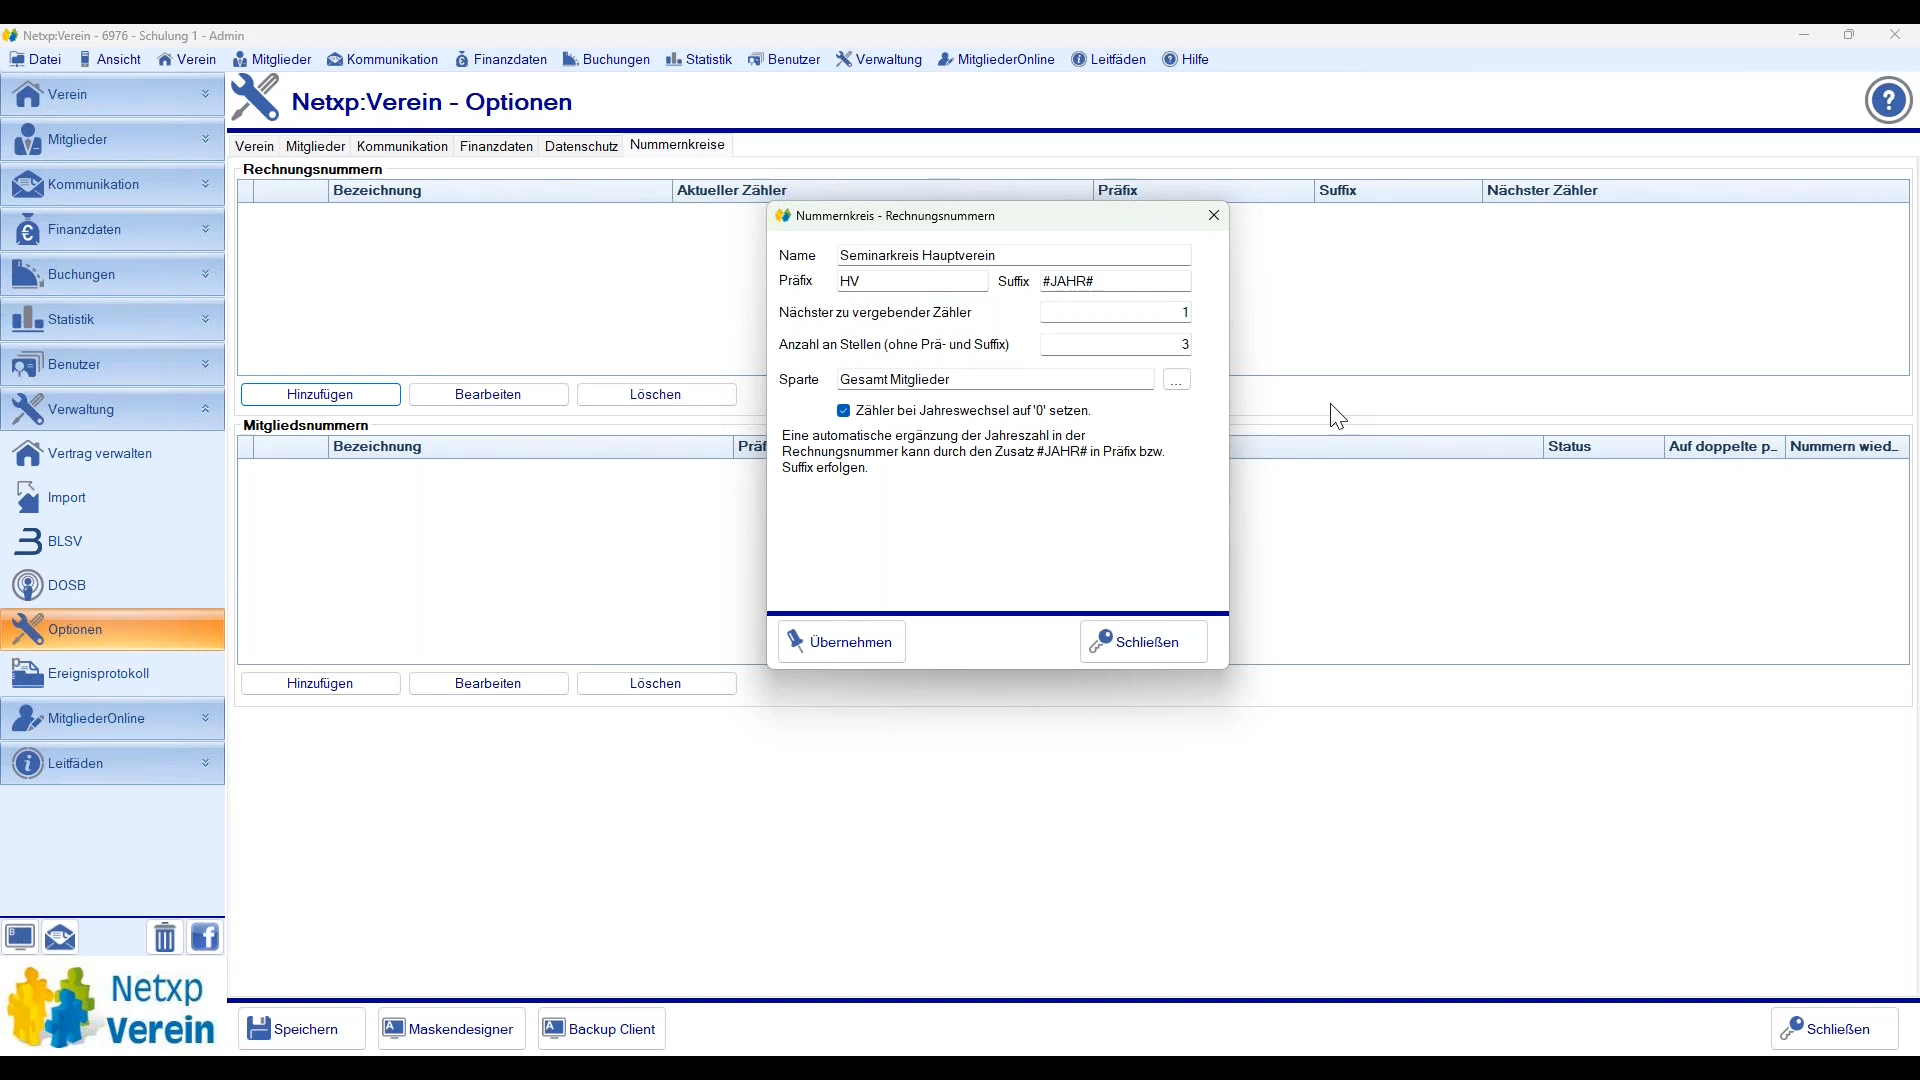 Netxp:Verein - 6976 - Schulung 1 - Admin
Datei Ansicht Verein Mitglieder Kommunikation Finanzdaten Buchungen Statistik Benutzer Verwaltung MitgliederOnline Leitfäden Hilfe
Verein
Mitglieder
Kommunikation
Finanzdaten
Buchungen
Statistik
Benutzer
Verwaltung
Vertrag verwalten
Import
BLSV
DOSB
Optionen
Ereignisprotokoll
MitgliederOnline
Leitfäden
Netxp
Verein
Netxp:Verein - Optionen
Verein Mitglieder Kommunikation Finanzdaten Datenschutz Nummernkreise
Rechnungsnummern
Bezeichnung Aktueller Zähler Präfix Suffix Nächster Zähler
Hinzufügen Bearbeiten Löschen
Mitgliedsnummern
Bezeichnung Präf Status Auf doppelte p... Nummern wied...
Hinzufügen Bearbeiten Löschen
Nummernkreis - Rechnungsnummern
Name Seminarkreis Hauptverein
Präfix HV Suffix #JAHR#
Nächster zu vergebender Zähler 1
Anzahl an Stellen (ohne Prä- und Suffix) 3
Sparte Gesamt Mitglieder ...
Zähler bei Jahreswechsel auf '0' setzen.
Eine automatische ergänzung der Jahreszahl in der
Rechnungsnummer kann durch den Zusatz #JAHR# in Präfix bzw.
Suffix erfolgen.
Übernehmen Schließen
Speichern Maskendesigner Backup Client Schließen